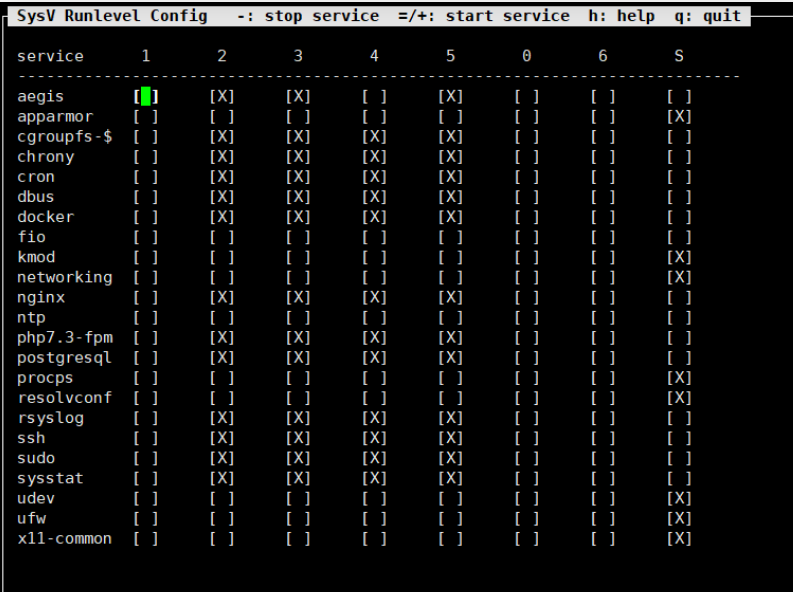 SysV Runlevel Config   -: stop service  =/+: start service  h: help  q: quit
service      1       2       3       4       5       0       6       S
----------------------------------------------------------------------------
aegis       [ ]     [X]     [X]     [ ]     [X]     [ ]     [ ]     [ ]
apparmor    [ ]     [ ]     [ ]     [ ]     [ ]     [ ]     [ ]     [X]
cgroupfs-$  [ ]     [X]     [X]     [X]     [X]     [ ]     [ ]     [ ]
chrony      [ ]     [X]     [X]     [X]     [X]     [ ]     [ ]     [ ]
cron        [ ]     [X]     [X]     [X]     [X]     [ ]     [ ]     [ ]
dbus        [ ]     [X]     [X]     [X]     [X]     [ ]     [ ]     [ ]
docker      [ ]     [X]     [X]     [X]     [X]     [ ]     [ ]     [ ]
fio         [ ]     [ ]     [ ]     [ ]     [ ]     [ ]     [ ]     [ ]
kmod        [ ]     [ ]     [ ]     [ ]     [ ]     [ ]     [ ]     [X]
networking  [ ]     [ ]     [ ]     [ ]     [ ]     [ ]     [ ]     [X]
nginx       [ ]     [X]     [X]     [X]     [X]     [ ]     [ ]     [ ]
ntp         [ ]     [ ]     [ ]     [ ]     [ ]     [ ]     [ ]     [ ]
php7.3-fpm  [ ]     [X]     [X]     [X]     [X]     [ ]     [ ]     [ ]
postgresql  [ ]     [X]     [X]     [X]     [X]     [ ]     [ ]     [ ]
procps      [ ]     [ ]     [ ]     [ ]     [ ]     [ ]     [ ]     [X]
resolvconf  [ ]     [ ]     [ ]     [ ]     [ ]     [ ]     [ ]     [X]
rsyslog     [ ]     [X]     [X]     [X]     [X]     [ ]     [ ]     [ ]
ssh         [ ]     [X]     [X]     [X]     [X]     [ ]     [ ]     [ ]
sudo        [ ]     [X]     [X]     [X]     [X]     [ ]     [ ]     [ ]
sysstat     [ ]     [X]     [X]     [X]     [X]     [ ]     [ ]     [ ]
udev        [ ]     [ ]     [ ]     [ ]     [ ]     [ ]     [ ]     [X]
ufw         [ ]     [ ]     [ ]     [ ]     [ ]     [ ]     [ ]     [X]
x11-common  [ ]     [ ]     [ ]     [ ]     [ ]     [ ]     [ ]     [X]